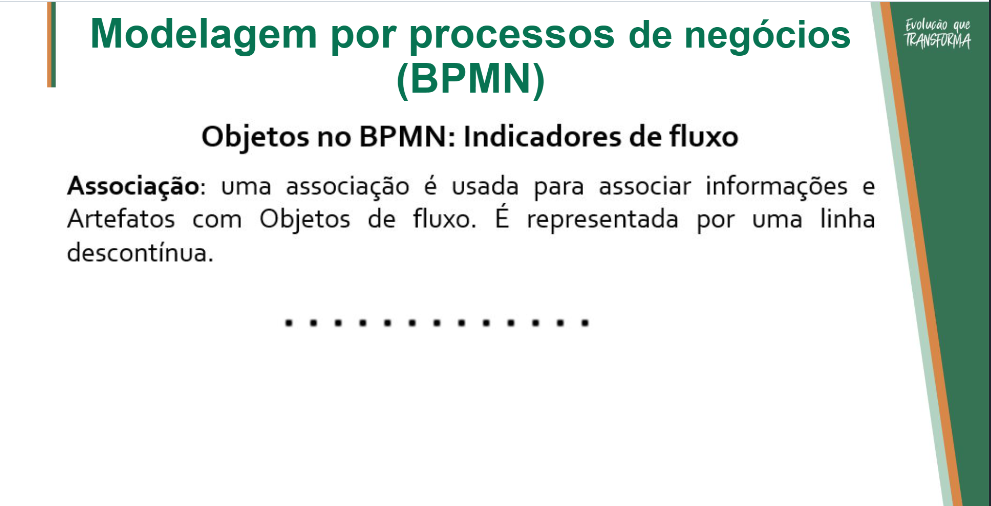 Modelagem por processos de negócios
(BPMN)
Evolução que
TRANSFORMA
Objetos no BPMN: Indicadores de fluxo
Associação: uma associação é usada para associar informações e
Artefatos com Objetos de fluxo. É representada por uma linha
descontínua.